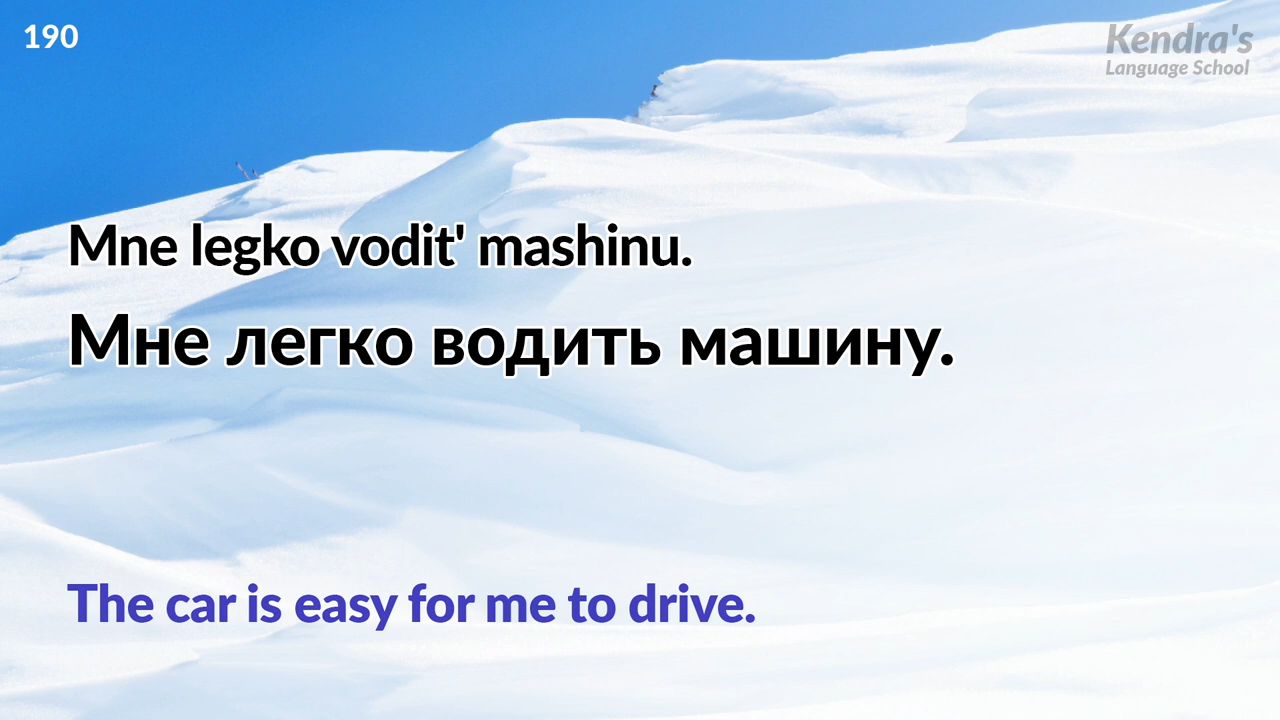 190
Kendra's
Language School
Mne legko vodit' mashinu.
Мне легко водить машину.
The car is easy for me to drive.